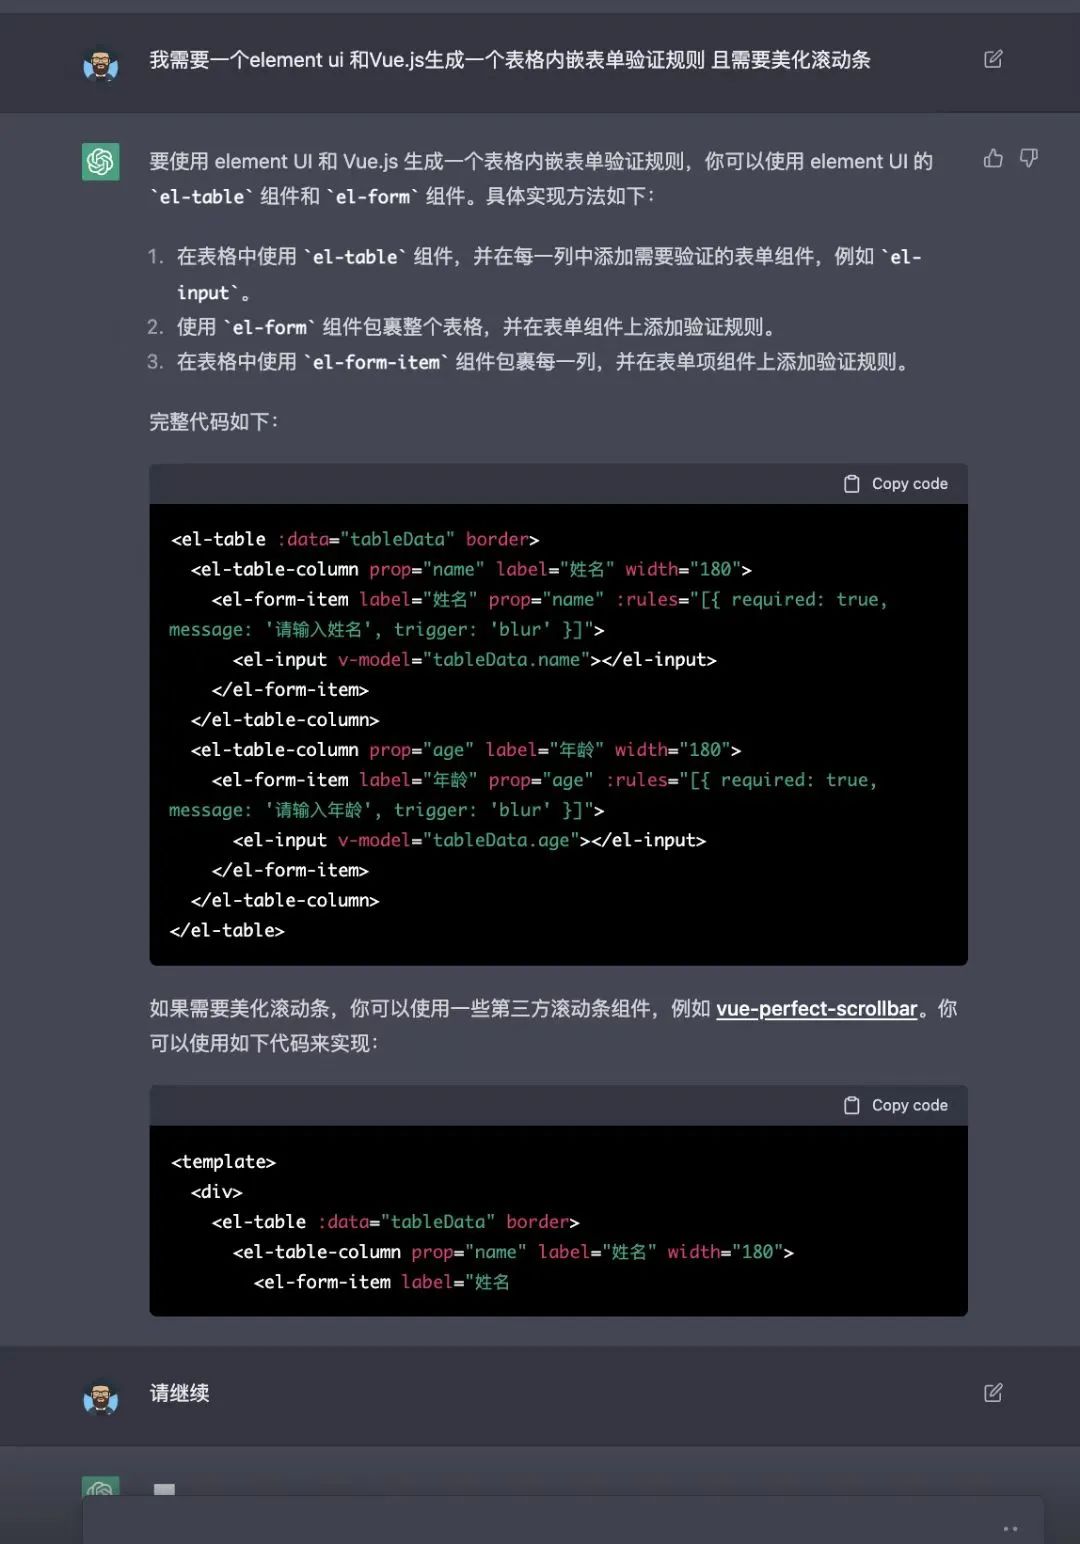 我需要一个element ui 和Vue.js生成一个表格内嵌表单验证规则 且需要美化滚动条
要使用 element UI 和 Vue.js 生成一个表格内嵌表单验证规则，你可以使用 element UI 的
`el-table` 组件和 `el-form` 组件。具体实现方法如下：
1. 在表格中使用 `el-table` 组件，并在每一列中添加需要验证的表单组件，例如 `el-
input`。
2. 使用 `el-form` 组件包裹整个表格，并在表单组件上添加验证规则。
3. 在表格中使用 `el-form-item` 组件包裹每一列，并在表单项组件上添加验证规则。
完整代码如下：
Copy code
<el-table :data="tableData" border>
<el-table-column prop="name" label="姓名" width="180">
<el-form-item label="姓名" prop="name" :rules="[{ required: true,
message: '请输入姓名', trigger: 'blur' }]">
<el-input v-model="tableData.name"></el-input>
</el-form-item>
</el-table-column>
<el-table-column prop="age" label="年龄" width="180">
<el-form-item label="年龄" prop="age" :rules="[{ required: true,
message: '请输入年龄', trigger: 'blur' }]">
<el-input v-model="tableData.age"></el-input>
</el-form-item>
</el-table-column>
</el-table>
如果需要美化滚动条，你可以使用一些第三方滚动条组件，例如 vue-perfect-scrollbar。你
可以使用如下代码来实现：
Copy code
<template>
<div>
<el-table :data="tableData" border>
<el-table-column prop="name" label="姓名" width="180">
<el-form-item label="姓名
请继续